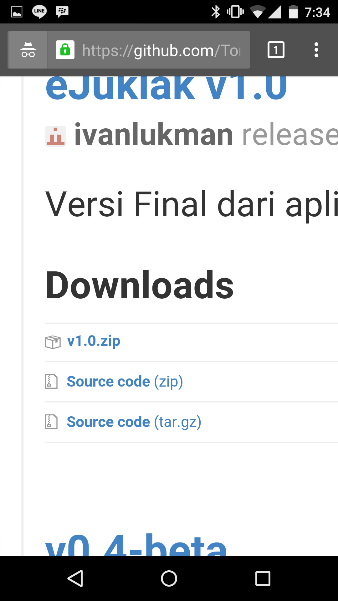 LINE
7:34
https://github.com/To
1
eJuklak v1.0
ivanlukman release
Versi Final dari apli
Downloads
v1.0.zip
Source code (zip)
Source code (tar.gz)
v0.4-beta